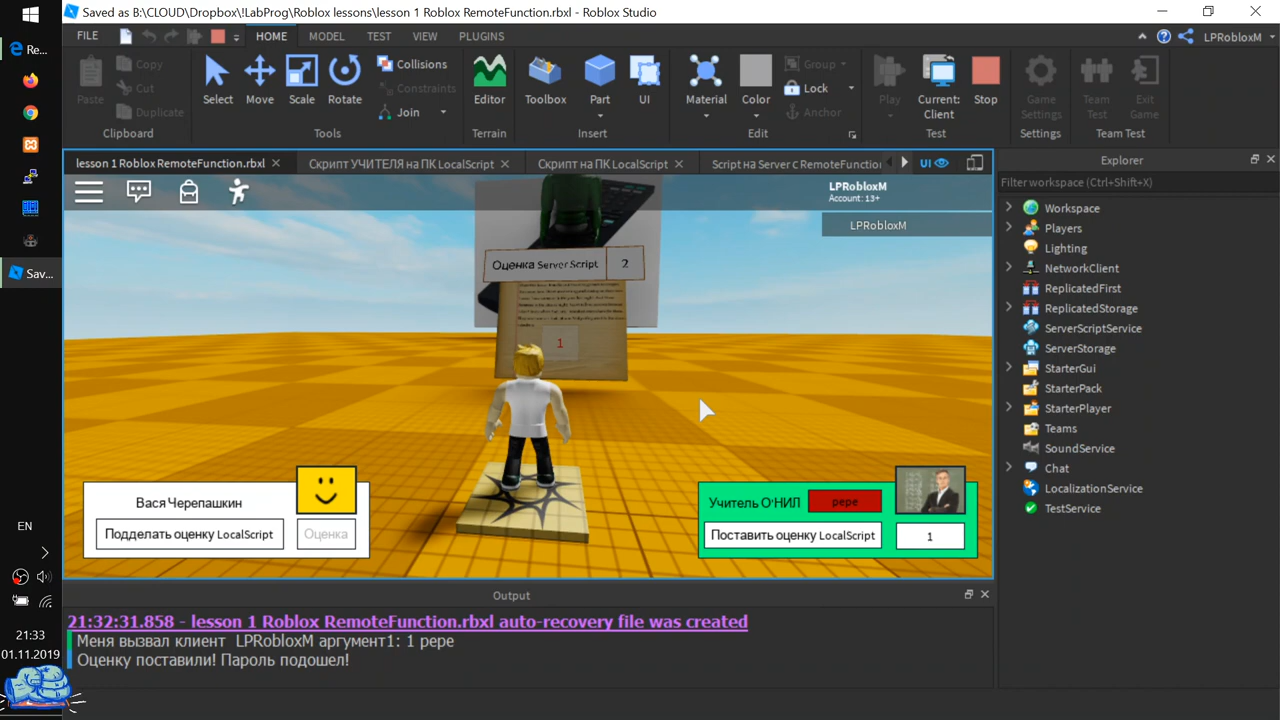 Saved as B:\CLOUD\Dropbox\!LabProg\Roblox lessons\lesson 1 Roblox RemoteFunction.rbxl - Roblox Studio
FILE HOME MODEL TEST VIEW PLUGINS LPRobloxM
Re...
Sav...
Paste Copy Cut Duplicate
Select Move Scale Rotate
Collisions Constraints Join
Editor Toolbox Part UI
Material Color Group Lock Anchor
Play Current: Client Stop
Game Settings Team Test Exit Game
Clipboard Tools Terrain Insert Edit Test Settings Team Test
lesson 1 Roblox RemoteFunction.rbxl Скрипт УЧИТЕЛЯ на ПК LocalScript Скрипт на ПК LocalScript Script на Server с RemoteFunction UI
LPRobloxM
Account: 13+
LPRobloxM
Оценка Server Script 2
1
Вася Черепашкин
Подделать оценку LocalScript Оценка
Учитель О'НИЛ pepe
Поставить оценку LocalScript 1
Explorer
Filter workspace (Ctrl+Shift+X)
Workspace
Players
Lighting
NetworkClient
ReplicatedFirst
ReplicatedStorage
ServerScriptService
ServerStorage
StarterGui
StarterPack
StarterPlayer
Teams
SoundService
Chat
LocalizationService
TestService
Output
21:32:31.858 - lesson 1 Roblox RemoteFunction.rbxl auto-recovery file was created
Меня вызвал клиент LPRobloxM аргумент1: 1 pepe
Оценку поставили! Пароль подошел!
EN
21:33
01.11.2019